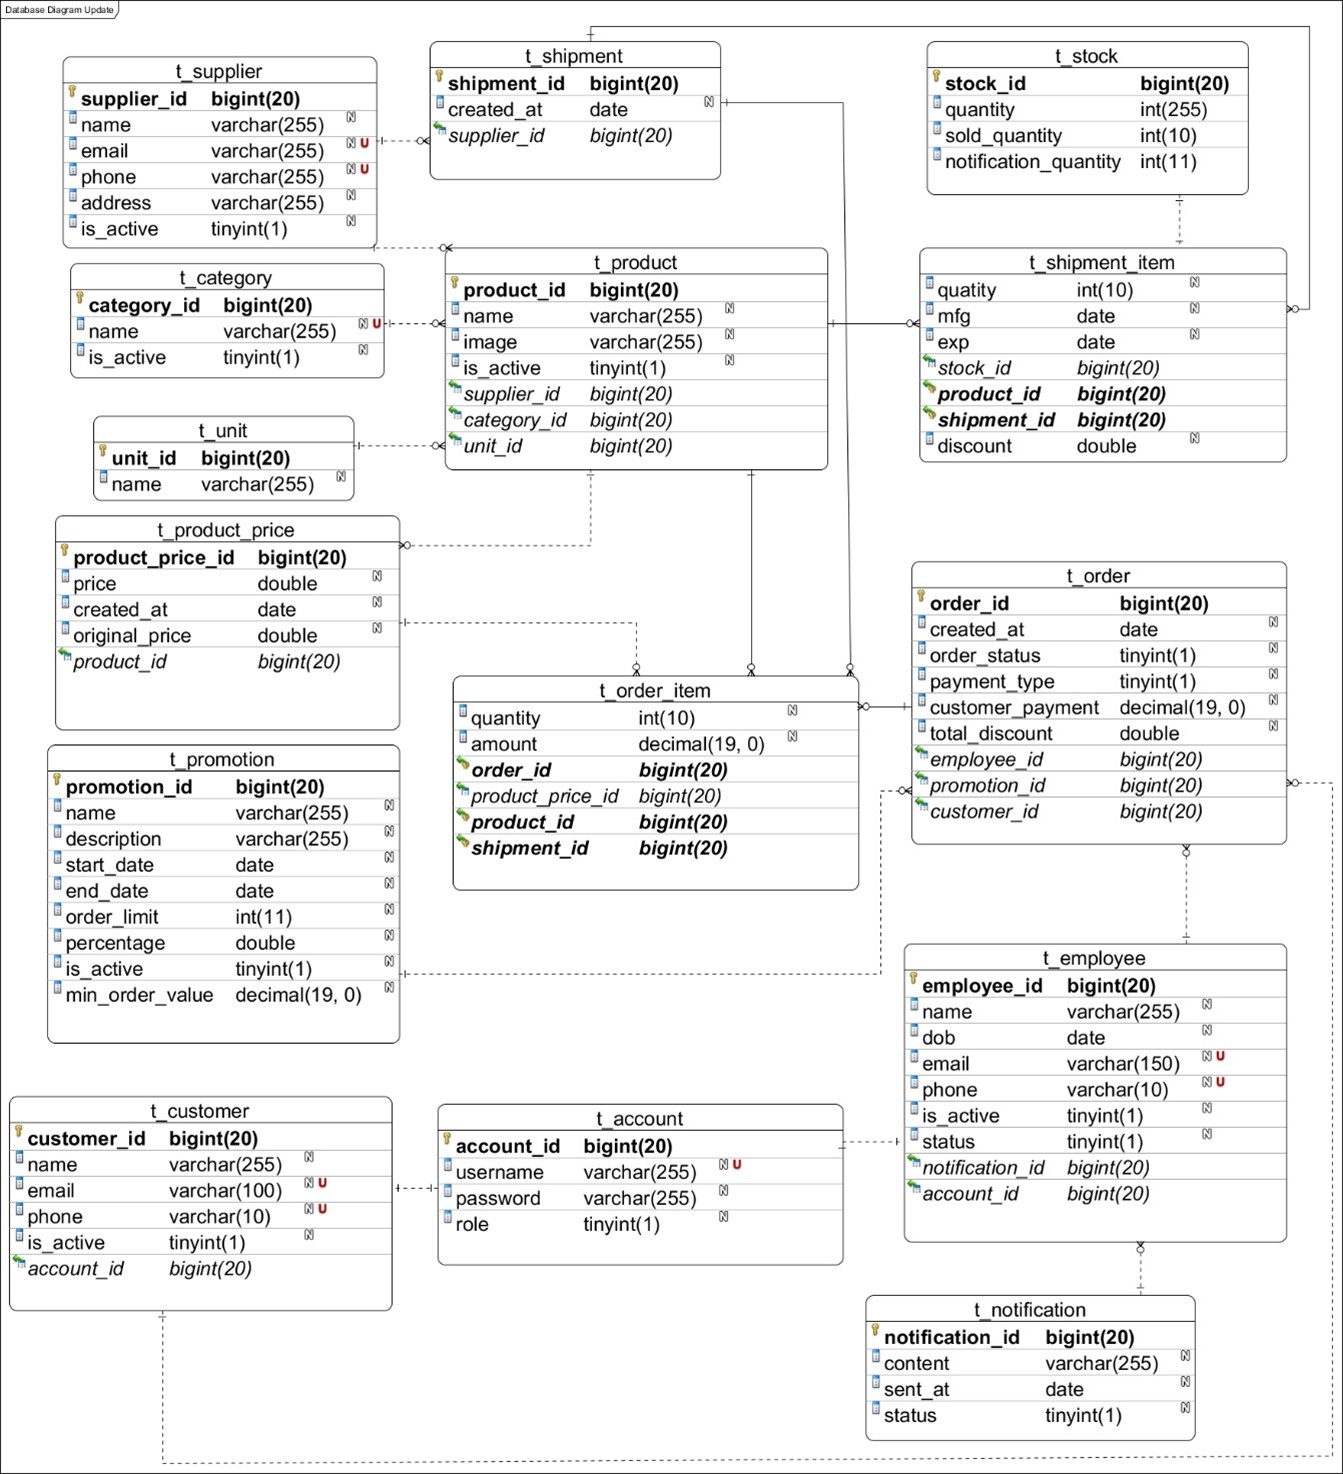 Database Diagram Update
t_supplier
supplier_id bigint(20)
name varchar(255) N
email varchar(255) N U
phone varchar(255) N U
address varchar(255) N
is_active tinyint(1) N
t_shipment
shipment_id bigint(20)
created_at date N
supplier_id bigint(20)
t_stock
stock_id bigint(20)
quantity int(255)
sold_quantity int(10)
notification_quantity int(11)
t_category
category_id bigint(20)
name varchar(255) N U
is_active tinyint(1) N
t_product
product_id bigint(20)
name varchar(255) N
image varchar(255) N
is_active tinyint(1) N
supplier_id bigint(20)
category_id bigint(20)
unit_id bigint(20)
t_shipment_item
quatity int(10) N
mfg date N
exp date N
stock_id bigint(20)
product_id bigint(20)
shipment_id bigint(20)
discount double N
t_unit
unit_id bigint(20)
name varchar(255) N
t_product_price
product_price_id bigint(20)
price double N
created_at date N
original_price double N
product_id bigint(20)
t_order
order_id bigint(20)
created_at date N
order_status tinyint(1) N
payment_type tinyint(1) N
customer_payment decimal(19, 0) N
total_discount double N
employee_id bigint(20)
promotion_id bigint(20)
customer_id bigint(20)
t_order_item
quantity int(10) N
amount decimal(19, 0) N
order_id bigint(20)
product_price_id bigint(20)
product_id bigint(20)
shipment_id bigint(20)
t_promotion
promotion_id bigint(20)
name varchar(255) N
description varchar(255) N
start_date date N
end_date date N
order_limit int(11) N
percentage double N
is_active tinyint(1) N
min_order_value decimal(19, 0) N
t_employee
employee_id bigint(20)
name varchar(255) N
dob date N
email varchar(150) N U
phone varchar(10) N U
is_active tinyint(1) N
status tinyint(1) N
notification_id bigint(20)
account_id bigint(20)
t_customer
customer_id bigint(20)
name varchar(255) N
email varchar(100) N U
phone varchar(10) N U
is_active tinyint(1) N
account_id bigint(20)
t_account
account_id bigint(20)
username varchar(255) N U
password varchar(255) N
role tinyint(1) N
t_notification
notification_id bigint(20)
content varchar(255) N
sent_at date N
status tinyint(1) N